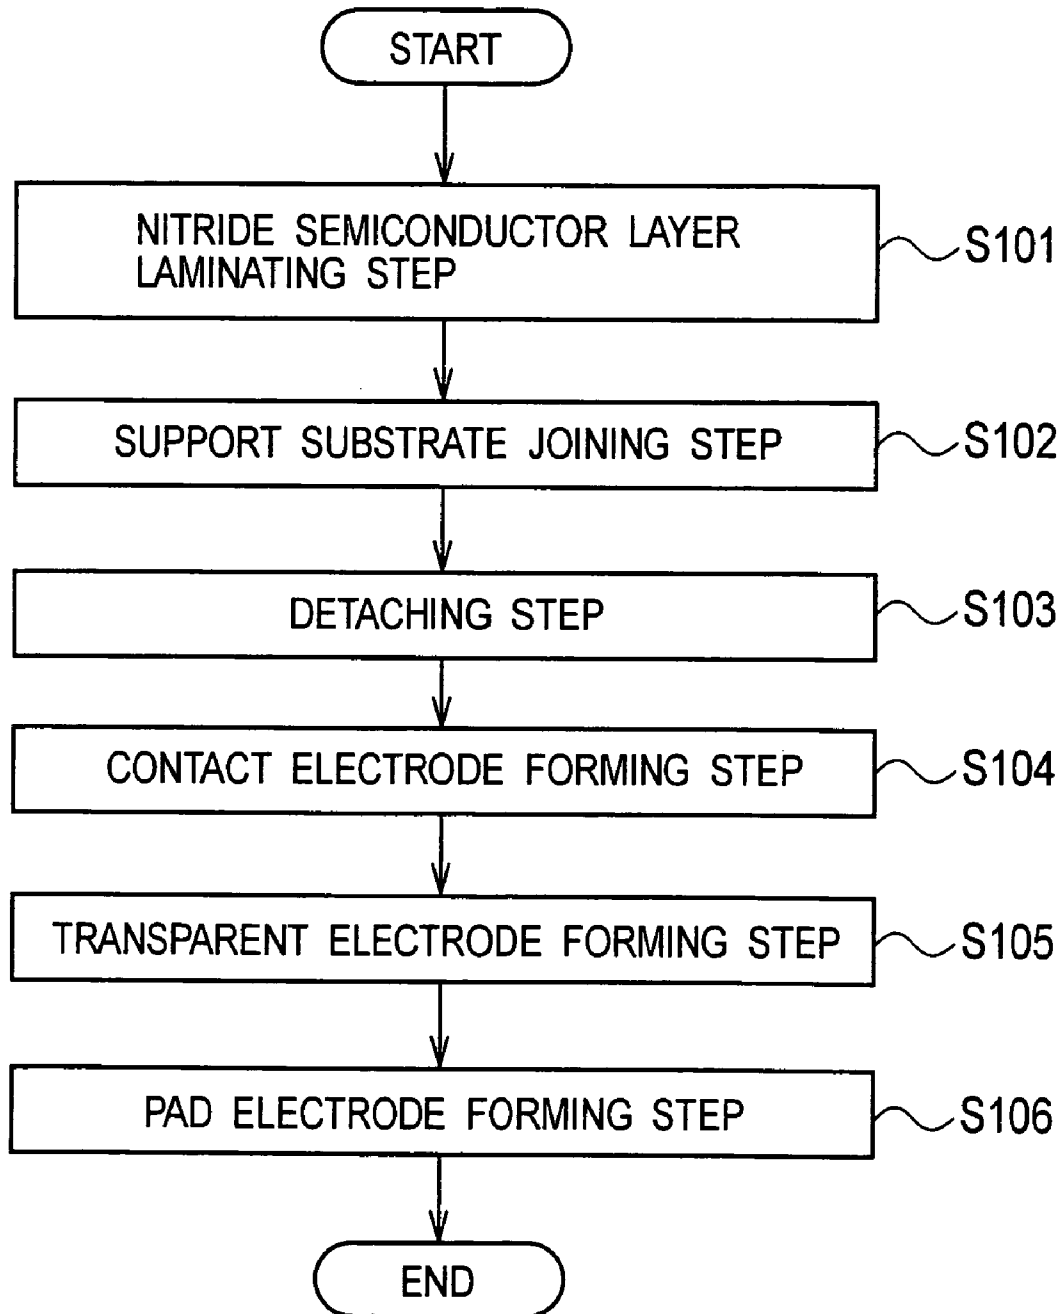 START
NITRIDE SEMICONDUCTOR LAYER
LAMINATING STEP
S101
SUPPORT SUBSTRATE JOINING STEP
S102
DETACHING STEP
S103
CONTACT ELECTRODE FORMING STEP
S104
TRANSPARENT ELECTRODE FORMING STEP
S105
PAD ELECTRODE FORMING STEP
S106
END